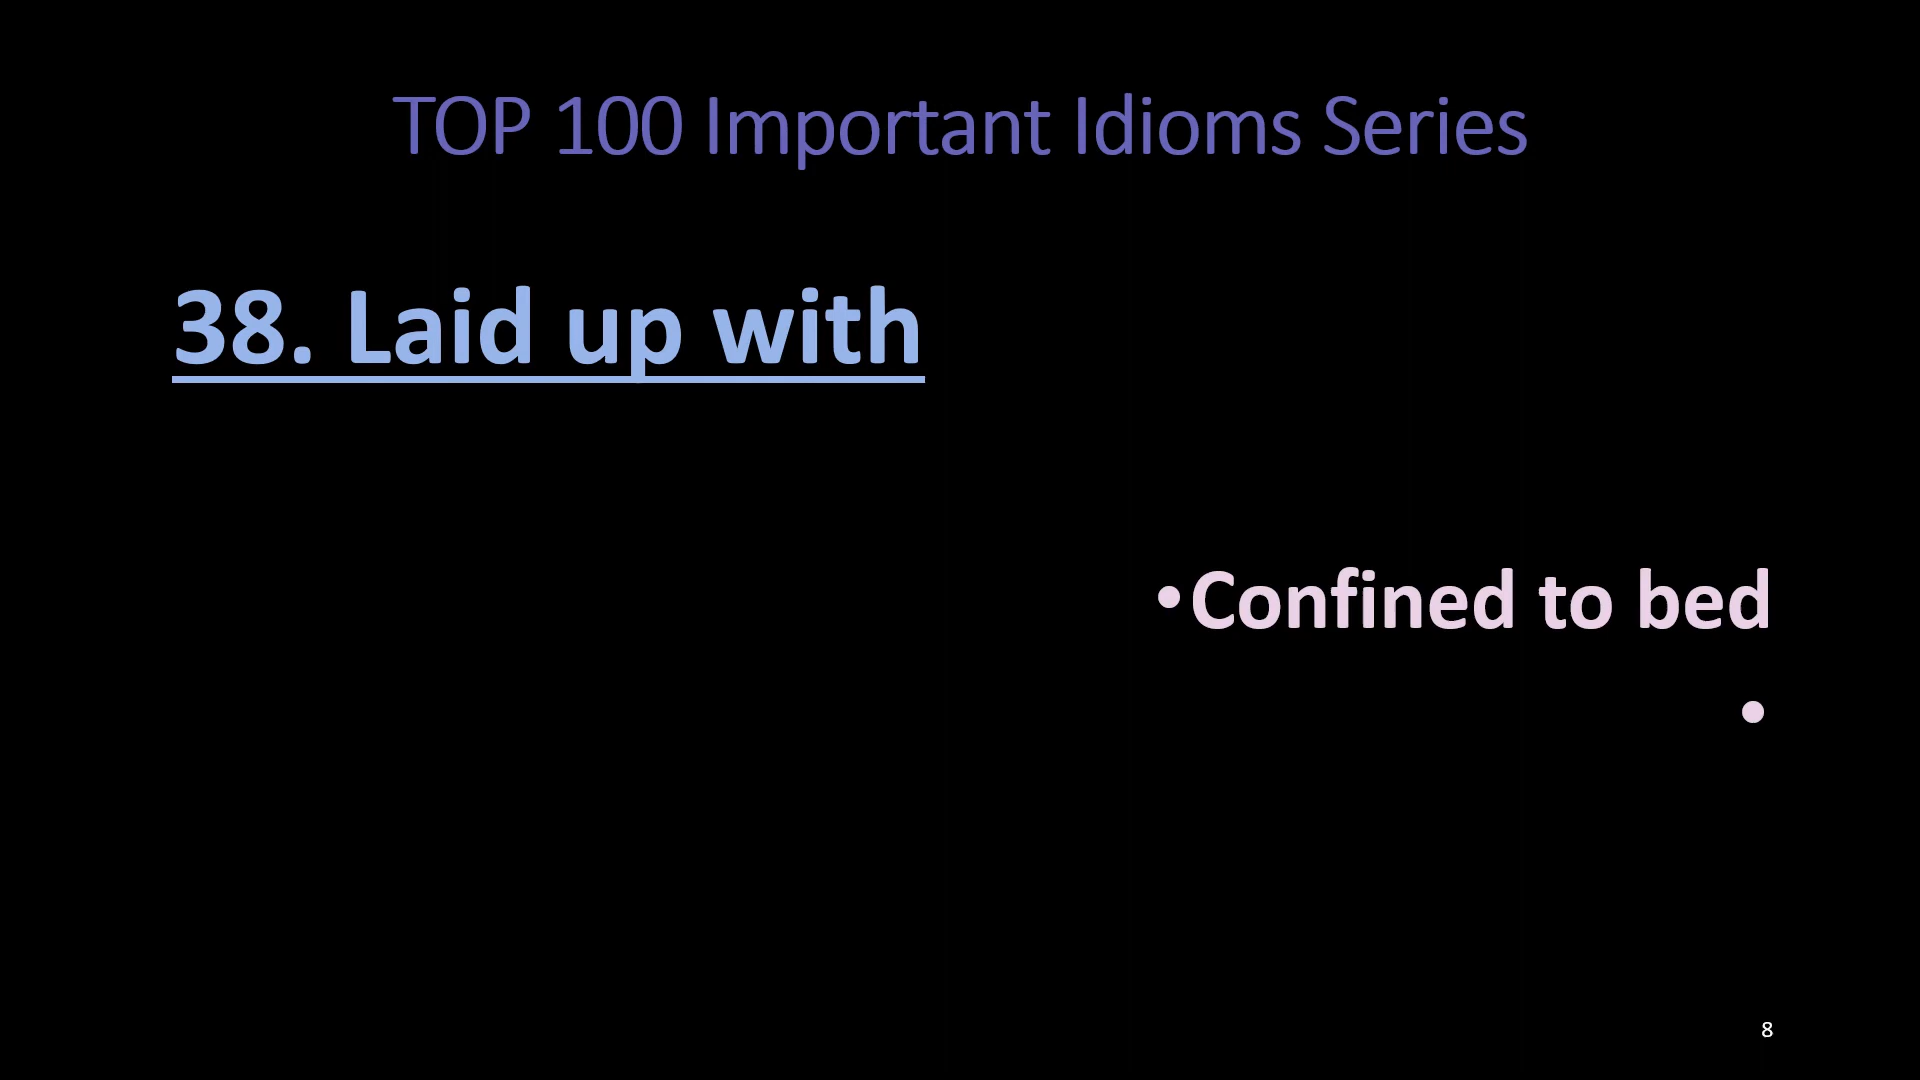 TOP 100 Important Idioms Series
38. Laid up with
•Confined to bed
•
8